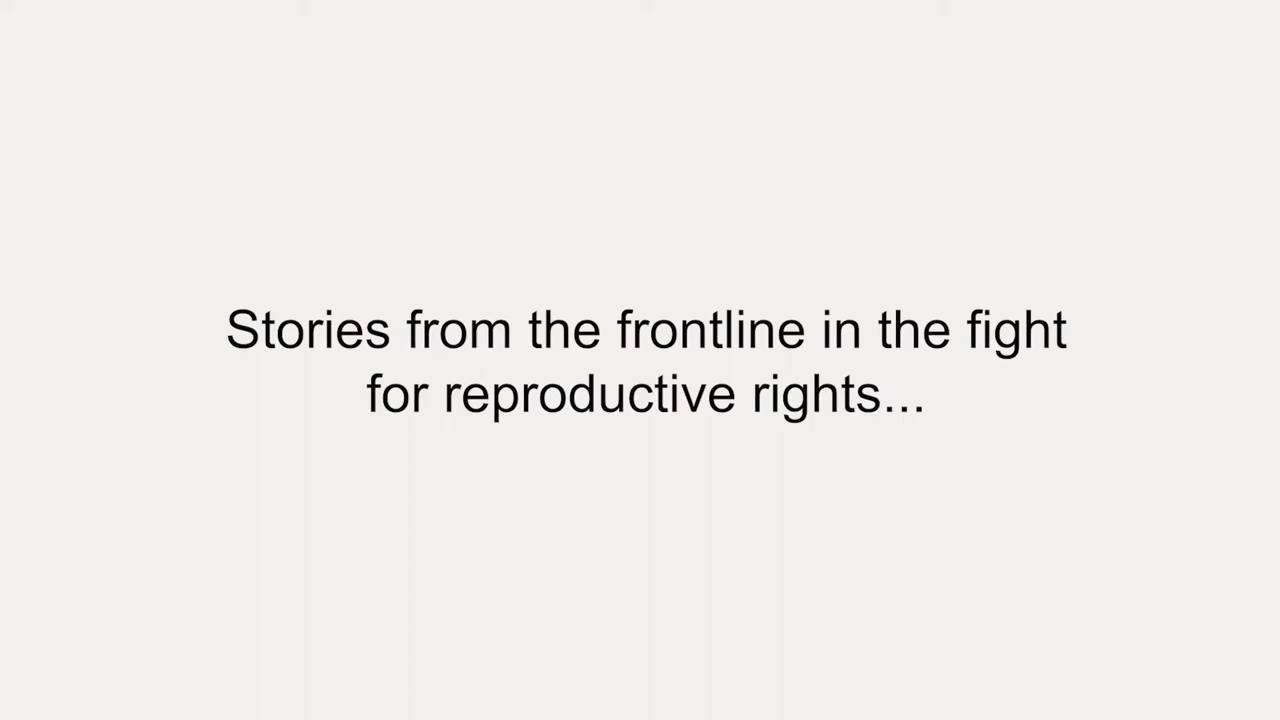 Stories from the frontline in the fight
for reproductive rights...